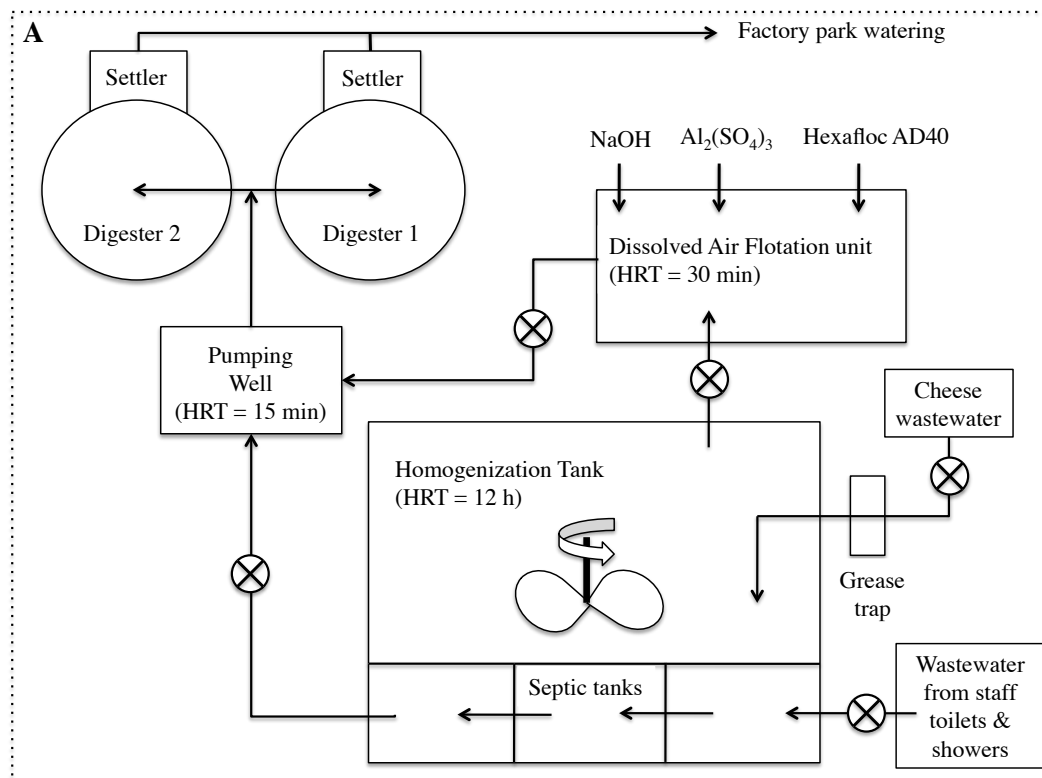 A
Factory park watering
Settler
Settler
NaOH
Al₂(SO₄)₃
Hexafloc AD40
Digester 2
Digester 1
Dissolved Air Flotation unit
(HRT = 30 min)
Pumping
Well
(HRT = 15 min)
Cheese
wastewater
Homogenization Tank
(HRT = 12 h)
Grease
trap
Septic tanks
Wastewater
from staff
toilets &
showers